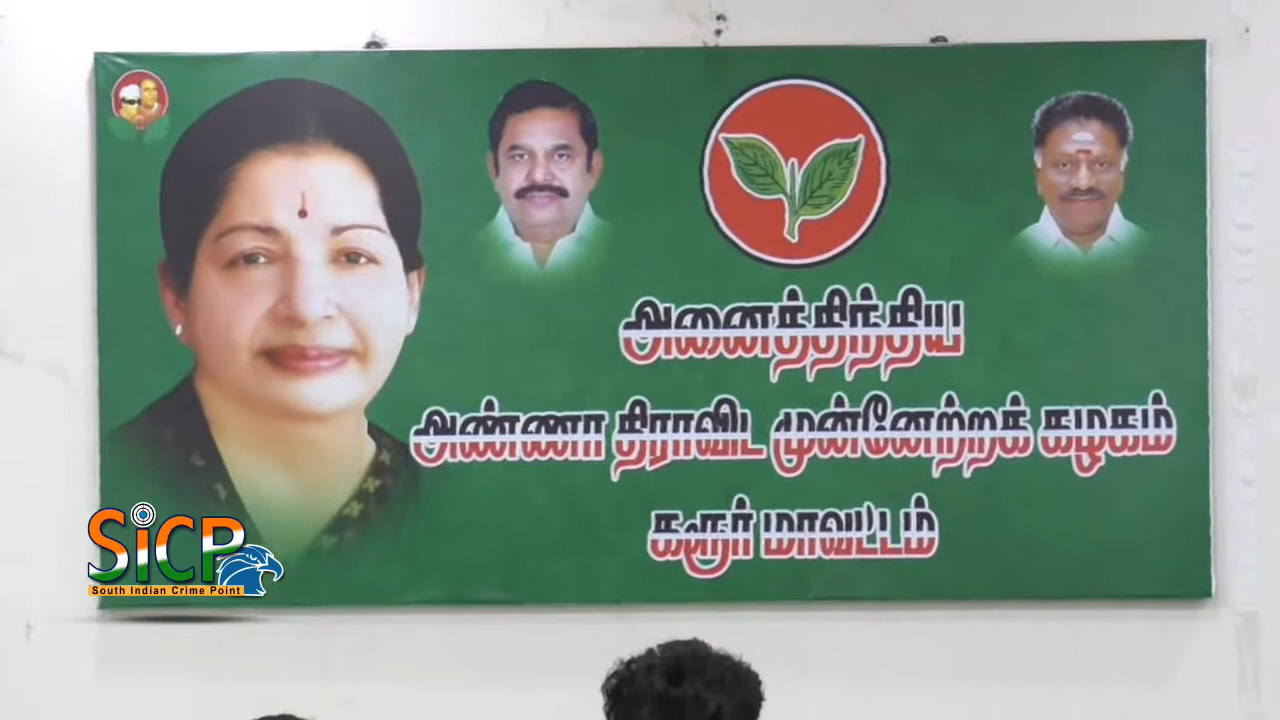 அனைத்திந்திய
அண்ணா திராவிட முன்னேற்றக் கழகம்
கரூர் மாவட்டம்
SiCP
South Indian Crime Point